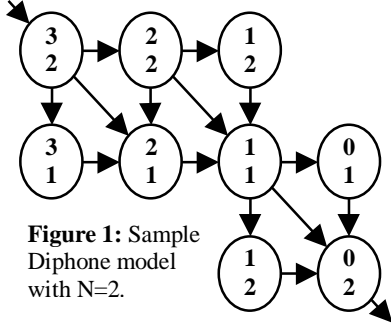 3 2 1
2 2 2
3 2 1 0
1 1 1 1
Figure 1: Sample
Diphone model
with N=2.
1 0
2 2